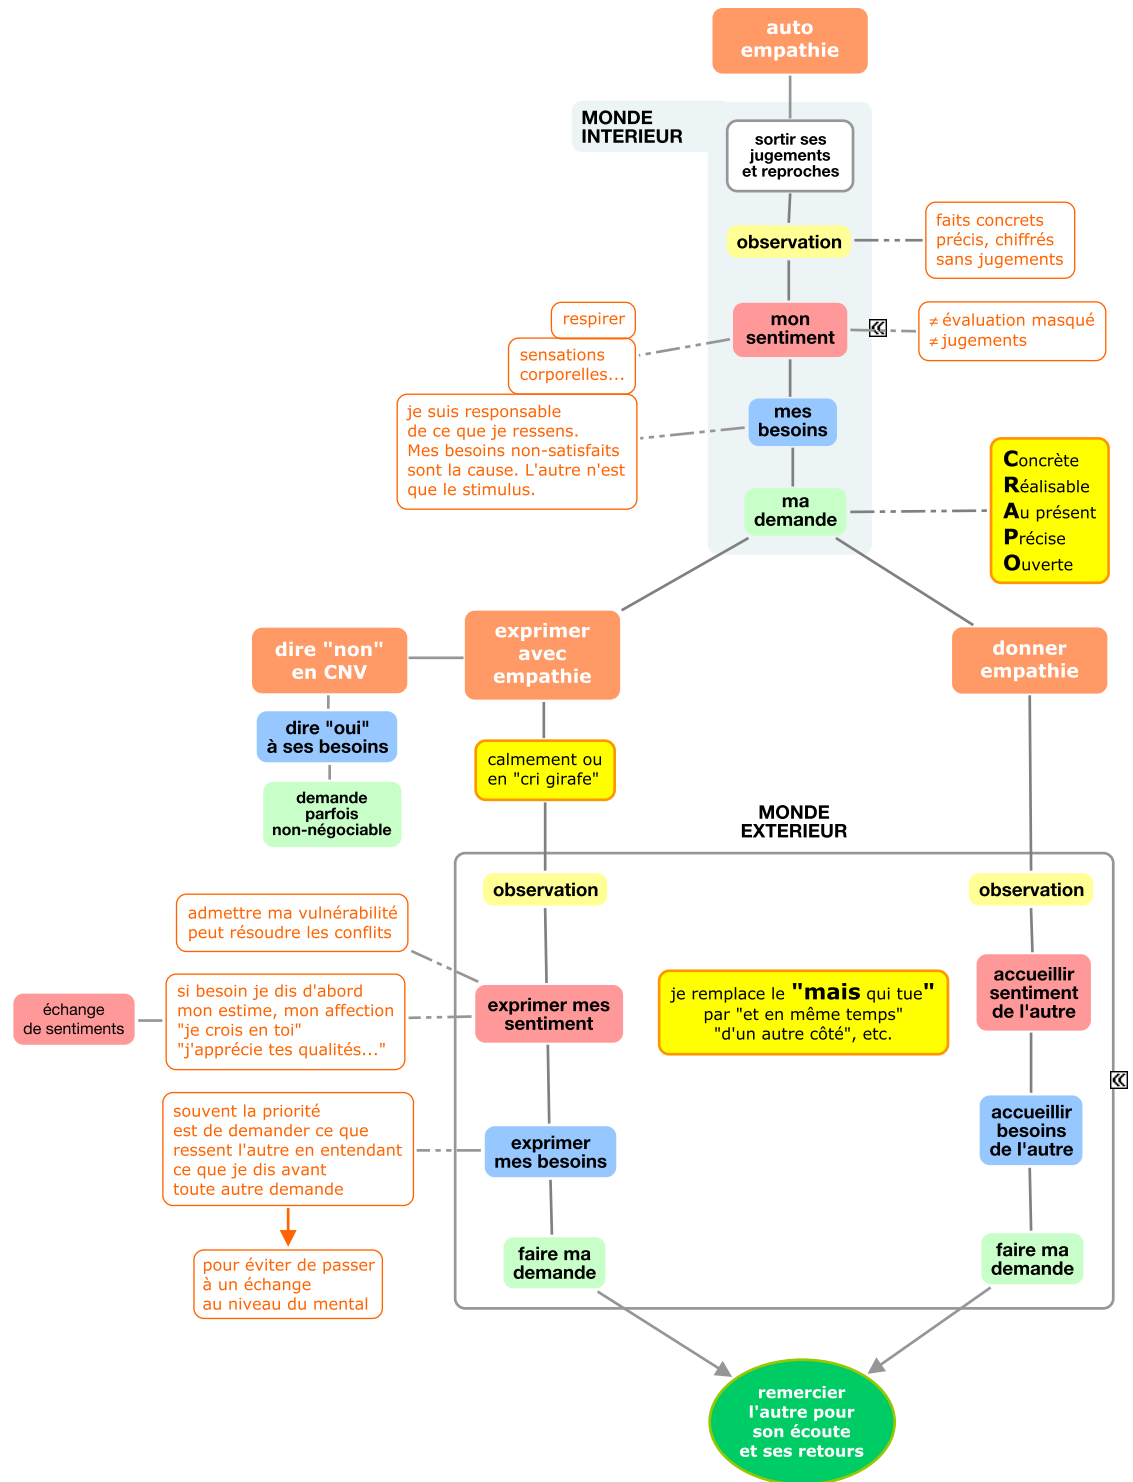 auto
empathie
MONDE
INTERIEUR
sortir ses
jugements
et reproches
observation
faits concrets
précis, chiffrés
sans jugements
respirer
sensations
corporelles...
mon
sentiment
≠ évaluation masqué
≠ jugements
je suis responsable
de ce que je ressens.
Mes besoins non-satisfaits
sont la cause. L'autre n'est
que le stimulus.
mes
besoins
ma
demande
Concrète
Réalisable
Au présent
Précise
Ouverte
dire "non"
en CNV
exprimer
avec
empathie
donner
empathie
dire "oui"
à ses besoins
demande
parfois
non-négociable
calmement ou
en "cri girafe"
MONDE
EXTERIEUR
observation
observation
admettre ma vulnérabilité
peut résoudre les conflits
échange
de sentiments
si besoin je dis d'abord
mon estime, mon affection
"je crois en toi"
"j'apprécie tes qualités..."
exprimer mes
sentiment
je remplace le "mais qui tue"
par "et en même temps"
"d'un autre côté", etc.
accueillir
sentiment
de l'autre
souvent la priorité
est de demander ce que
ressent l'autre en entendant
ce que je dis avant
toute autre demande
exprimer
mes besoins
accueillir
besoins
de l'autre
pour éviter de passer
à un échange
au niveau du mental
faire ma
demande
faire ma
demande
remercier
l'autre pour
son écoute
et ses retours